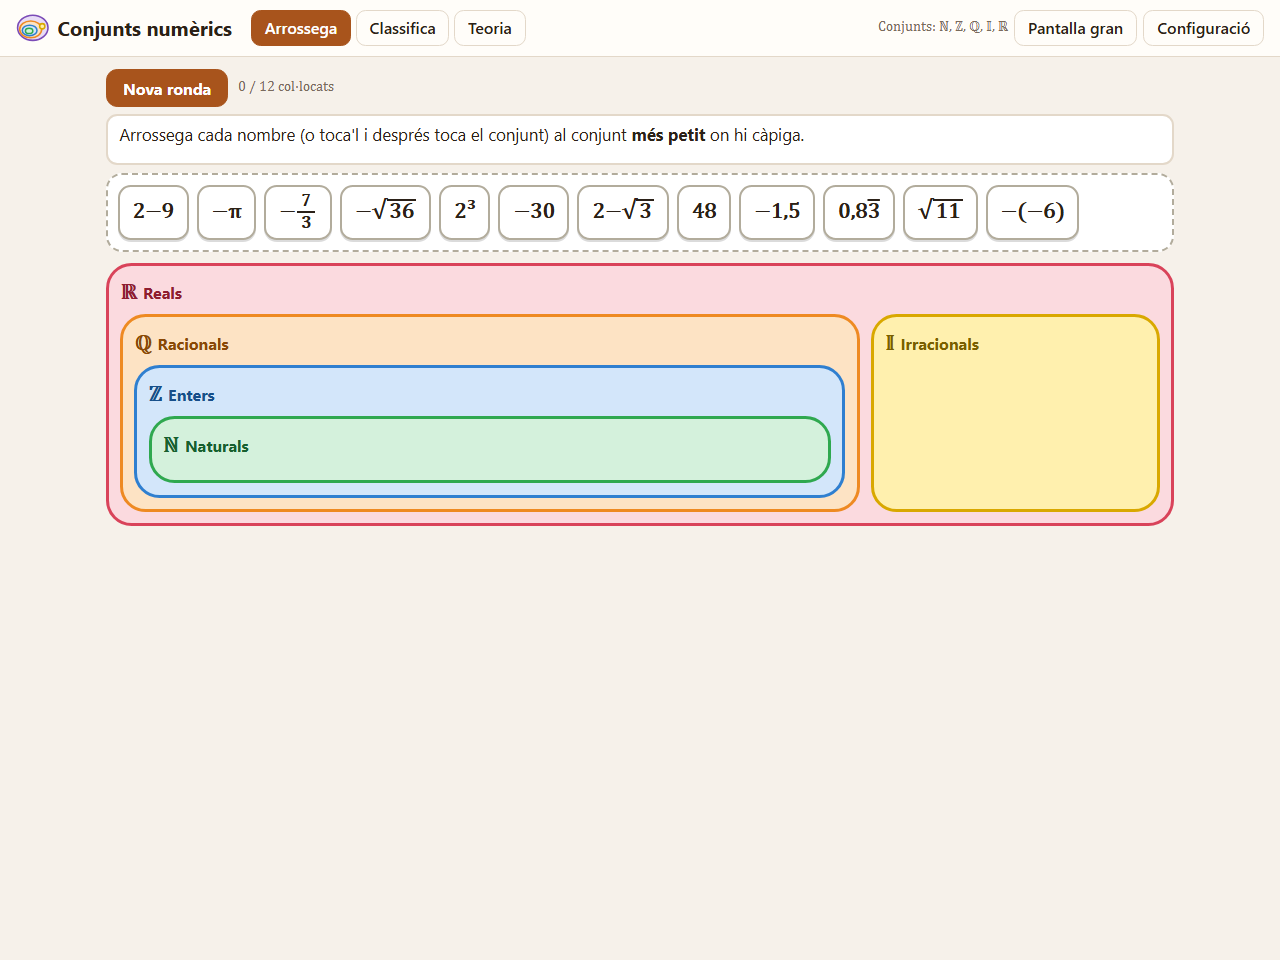 Conjunts numèrics Arrossega Classifica Teoria Conjunts: ℕ, ℤ, ℚ, 𝕀, ℝ Pantalla gran Configuració
Nova ronda 0 / 12 col·locats
Arrossega cada nombre (o toca'l i després toca el conjunt) al conjunt més petit on hi càpiga.
2−9 −π −7/3 −√36 2³ −30 2−√3 48 −1,5 0,83̅ √11 −(−6)
ℝ Reals
ℚ Racionals 𝕀 Irracionals
ℤ Enters
ℕ Naturals